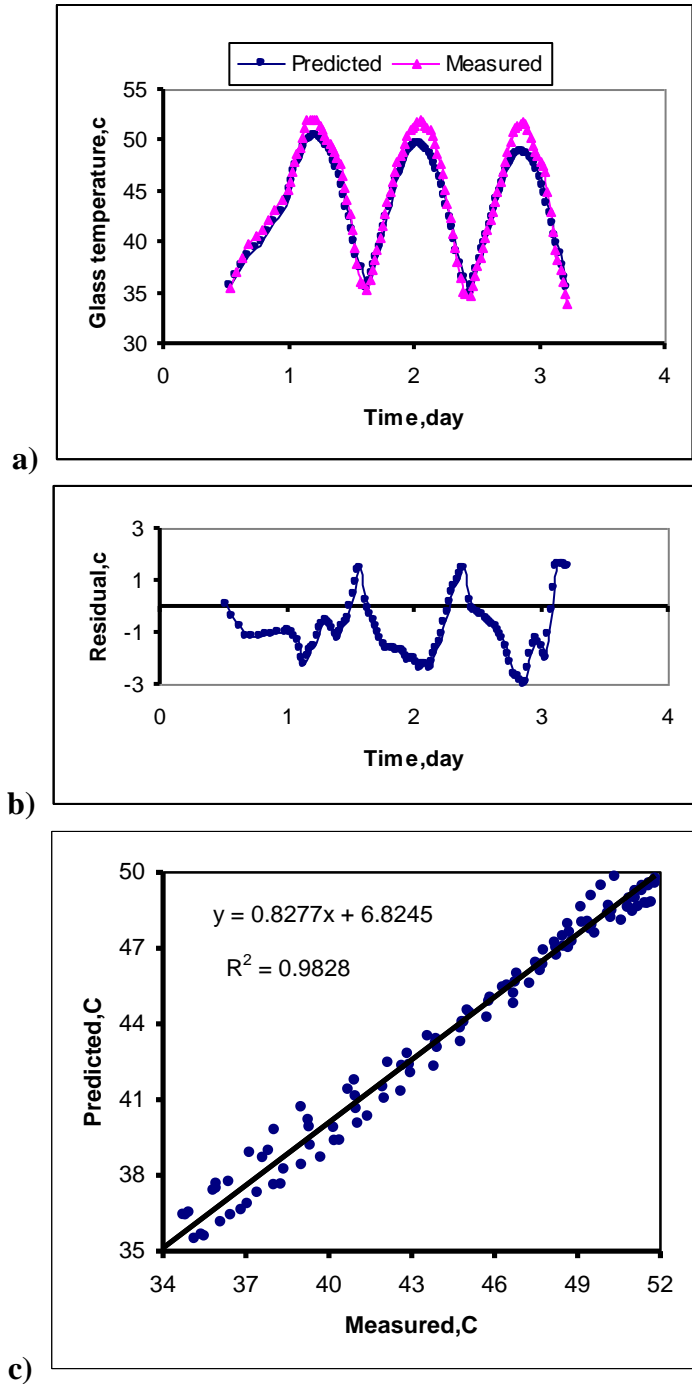 Predicted Measured
55
50
45
40
35
30
Glass temperature,c
0 1 2 3 4
Time,day
a)
3
1
-1
-3
Residual,c
0 1 2 3 4
Time,day
b)
50
47
44
41
38
35
y = 0.8277x + 6.8245
R² = 0.9828
Predicted,C
34 37 40 43 46 49 52
Measured,C
c)